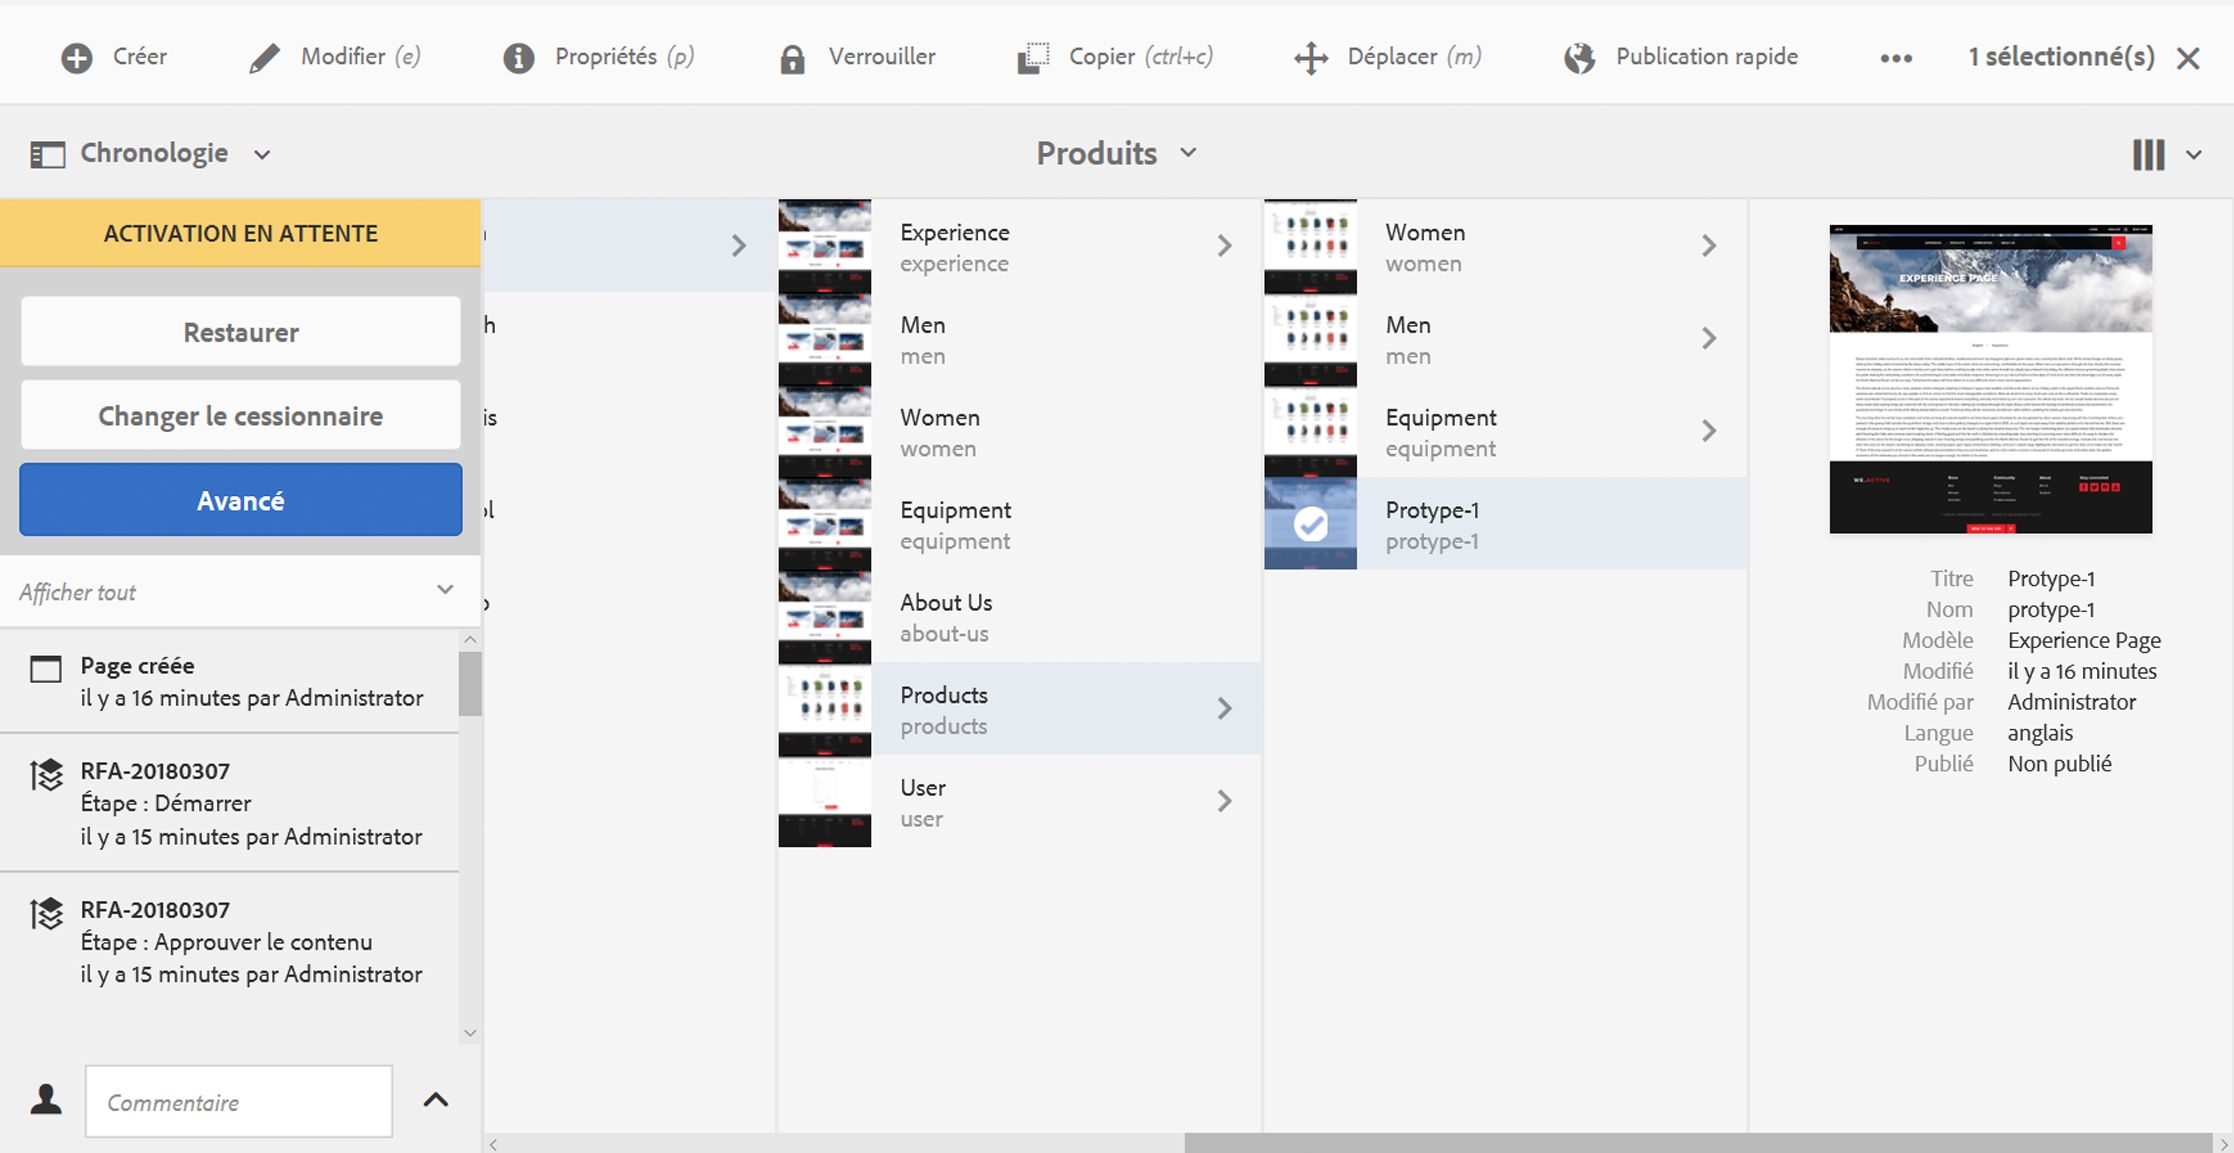 Créer
Modifier (e)
Propriétés (p)
Verrouiller
Copier (ctrl+c)
Déplacer (m)
Publication rapide
1 sélectionné(s)
Chronologie
Produits
ACTIVATION EN ATTENTE
Restaurer
Changer le cessionnaire
Avancé
Afficher tout
Page créée
il y a 16 minutes par Administrator
RFA-20180307
Étape : Démarrer
il y a 15 minutes par Administrator
RFA-20180307
Étape : Approuver le contenu
il y a 15 minutes par Administrator
Commentaire
h
is
ol
Experience
experience
Men
men
Women
women
Equipment
equipment
About Us
about-us
Products
products
User
user
Women
women
Men
men
Equipment
equipment
Protype-1
protype-1
EXPERIENCE PAGE
WE.ACTIVE
Titre Protype-1
Nom protype-1
Modèle Experience Page
Modifié il y a 16 minutes
Modifié par Administrator
Langue anglais
Publié Non publié